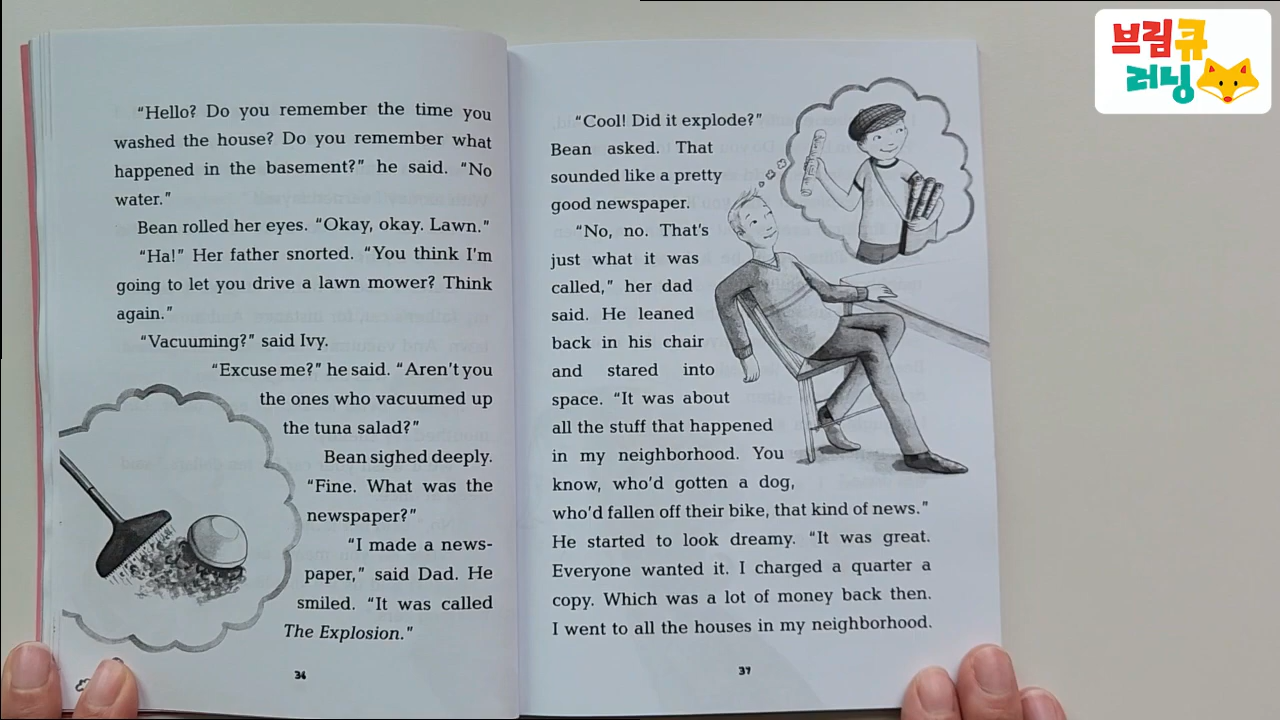 "Hello? Do you remember the time you
washed the house? Do you remember what
happened in the basement?" he said. "No
water."
Bean rolled her eyes. "Okay, okay. Lawn."
"Ha!" Her father snorted. "You think I'm
going to let you drive a lawn mower? Think
again."
"Vacuuming?" said Ivy.
"Excuse me?" he said. "Aren't you
the ones who vacuumed up
the tuna salad?"
Bean sighed deeply.
"Fine. What was the
newspaper?"
"I made a news-
paper," said Dad. He
smiled. "It was called
The Explosion."
36
"Cool! Did it explode?"
Bean asked. That
sounded like a pretty
good newspaper.
"No, no. That's
just what it was
called," her dad
said. He leaned
back in his chair
and stared into
space. "It was about
all the stuff that happened
in my neighborhood. You
know, who'd gotten a dog,
who'd fallen off their bike, that kind of news."
He started to look dreamy. "It was great.
Everyone wanted it. I charged a quarter a
copy. Which was a lot of money back then.
I went to all the houses in my neighborhood.
37
브림큐
러닝